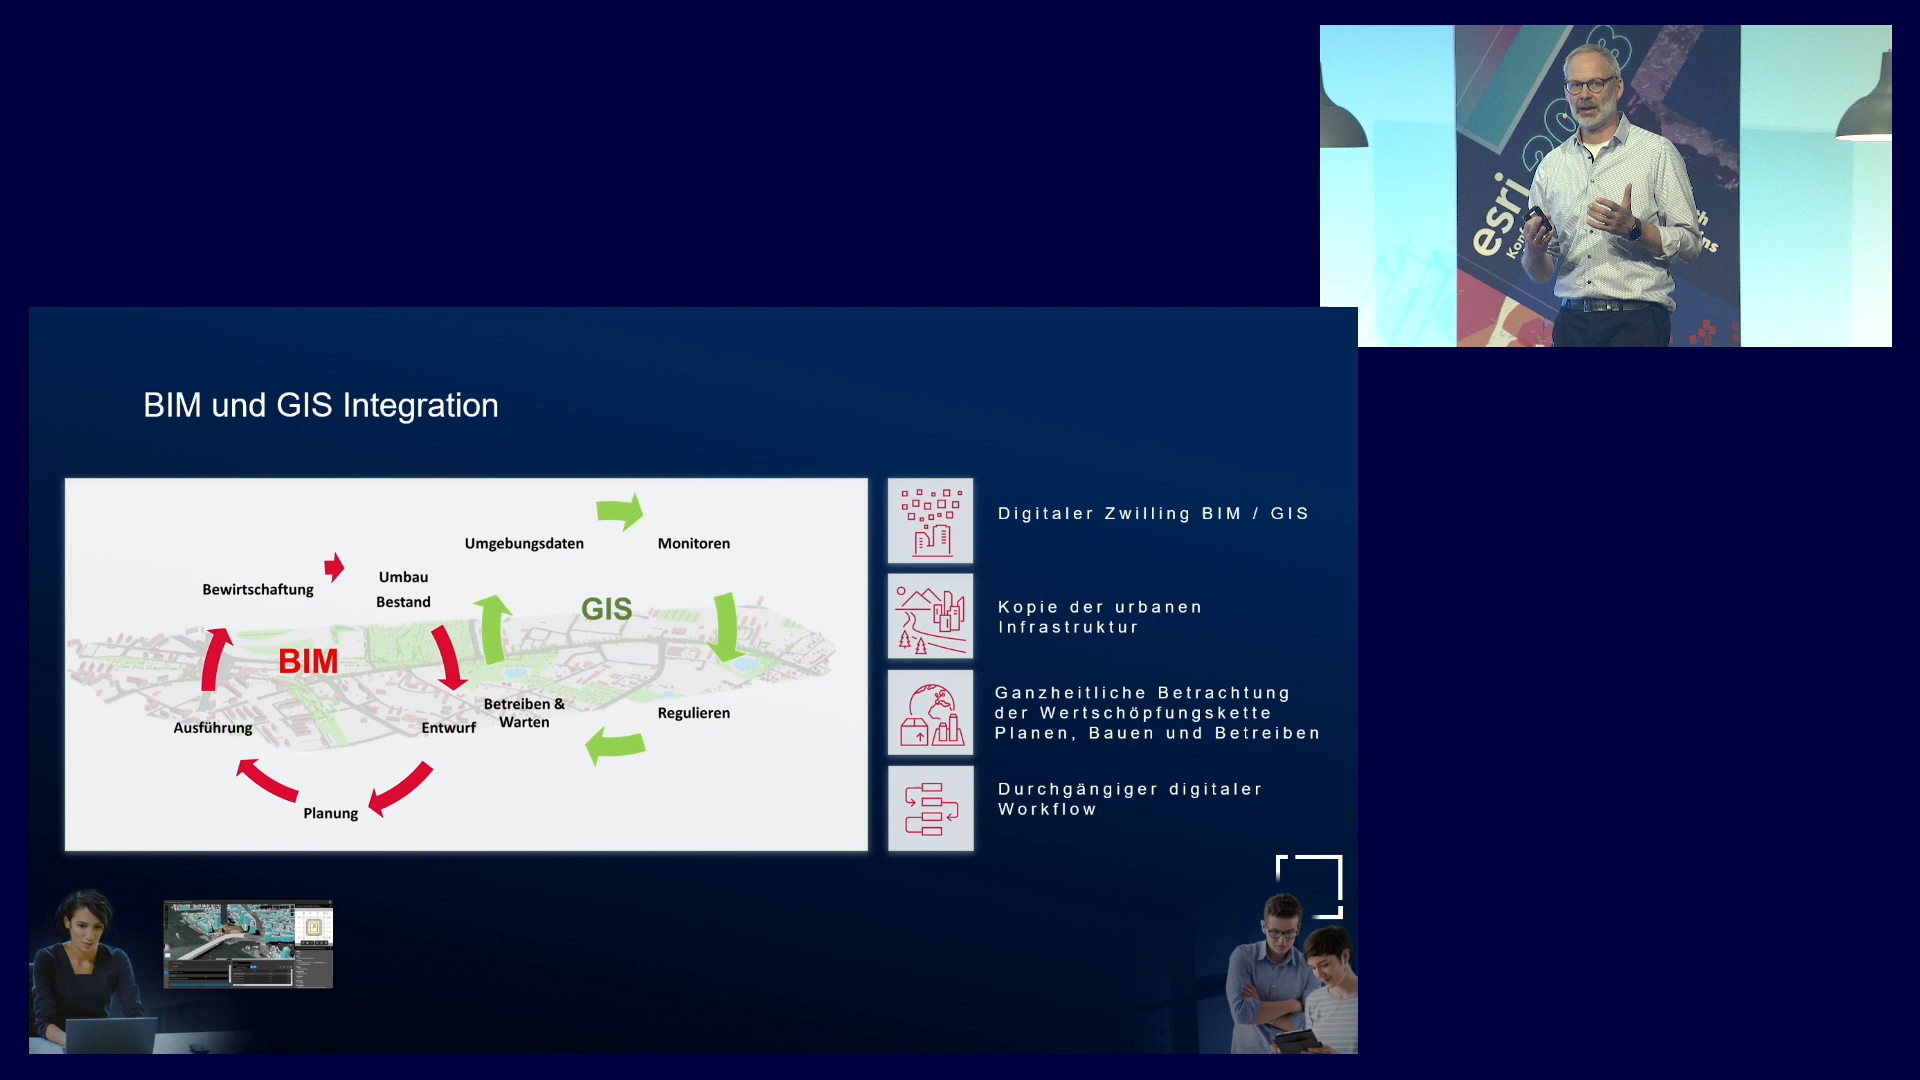 esri
BIM und GIS Integration
Umgebungsdaten
Monitoren
Bewirtschaftung
Umbau
Bestand
GIS
BIM
Ausführung
Entwurf
Betreiben &
Warten
Regulieren
Planung
Digitaler Zwilling BIM / GIS
Kopie der urbanen
Infrastruktur
Ganzheitliche Betrachtung
der Wertschöpfungskette
Planen, Bauen und Betreiben
Durchgängiger digitaler
Workflow